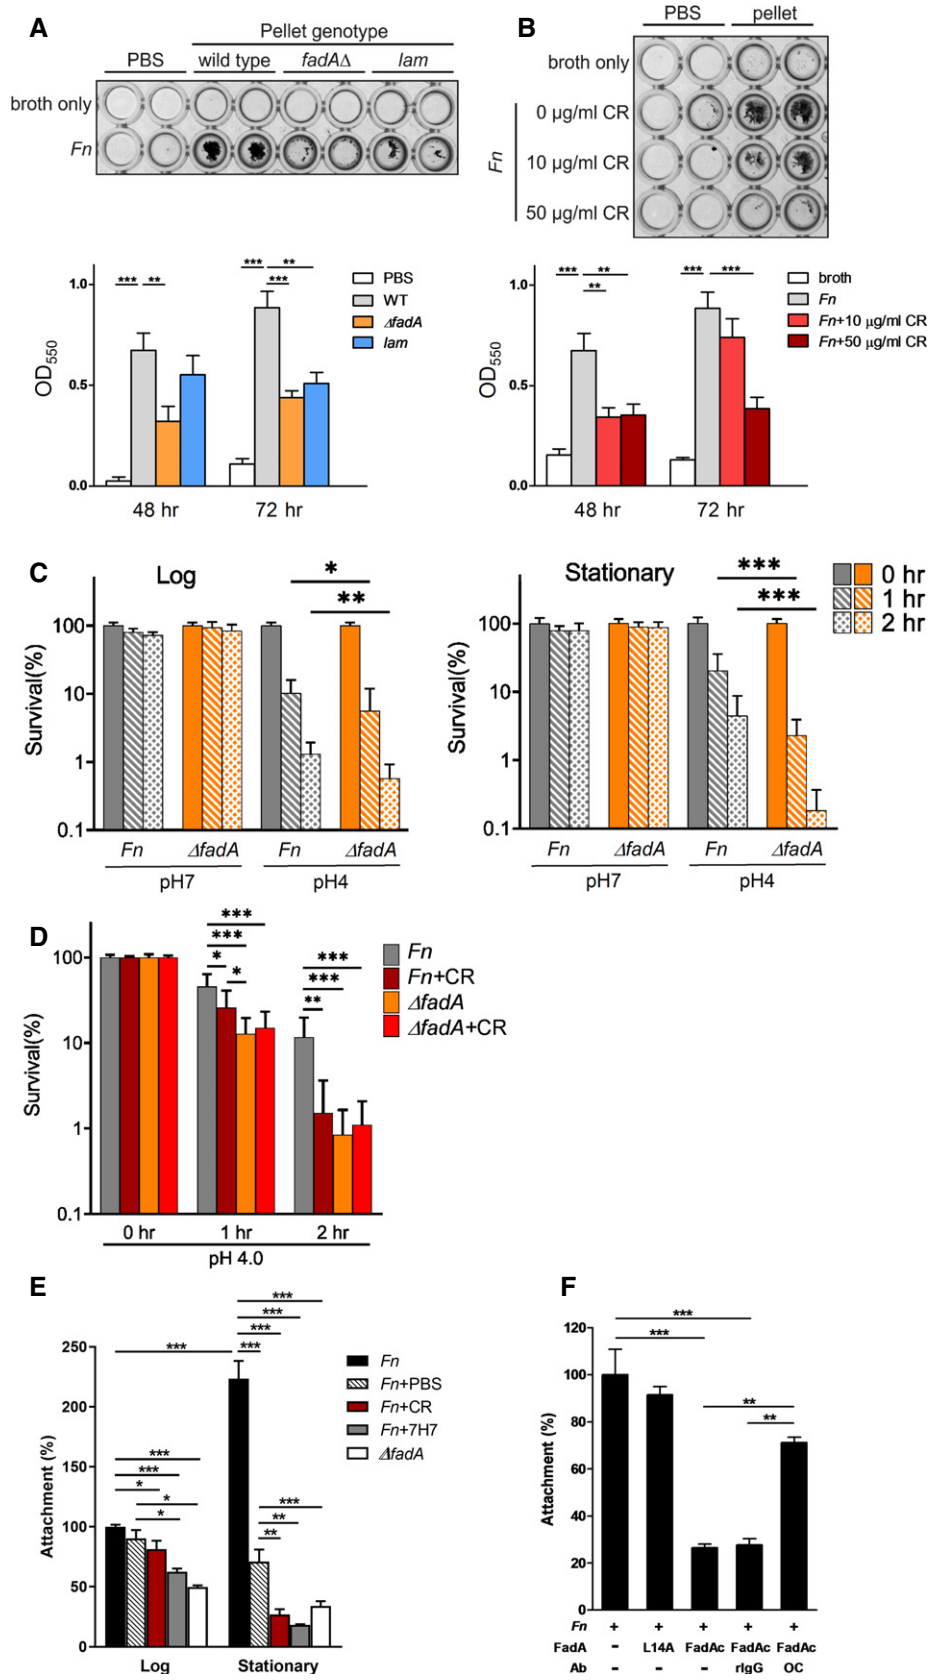 A
Pellet genotype
PBS wild type fadAΔ lam
broth only
Fn
OD550
1.0
0.5
0.0
*** **
*** **
***
48 hr 72 hr
PBS
WT
ΔfadA
lam
B
PBS pellet
broth only
0 µg/ml CR
Fn
10 µg/ml CR
50 µg/ml CR
OD550
1.0
0.5
0.0
*** **
**
*** ***
48 hr 72 hr
broth
Fn
Fn+10 µg/ml CR
Fn+50 µg/ml CR
C
Log
Survival(%)
100
10
1
0.1
*
**
Fn ΔfadA Fn ΔfadA
pH7 pH4
Stationary
Survival(%)
100
10
1
0.1
***
***
Fn ΔfadA Fn ΔfadA
pH7 pH4
0 hr
1 hr
2 hr
D
Survival(%)
100
10
1
0.1
***
***
* *
***
***
**
0 hr 1 hr 2 hr
pH 4.0
Fn
Fn+CR
ΔfadA
ΔfadA+CR
E
Attachment (%)
250
200
150
100
50
0
***
***
***
*** ***
***
***
* *
*
***
**
**
Log Stationary
Fn
Fn+PBS
Fn+CR
Fn+7H7
ΔfadA
F
Attachment (%)
120
100
80
60
40
20
0
***
***
**
**
Fn + + + + +
FadA - L14A FadAc FadAc FadAc
Ab - - - rIgG OC